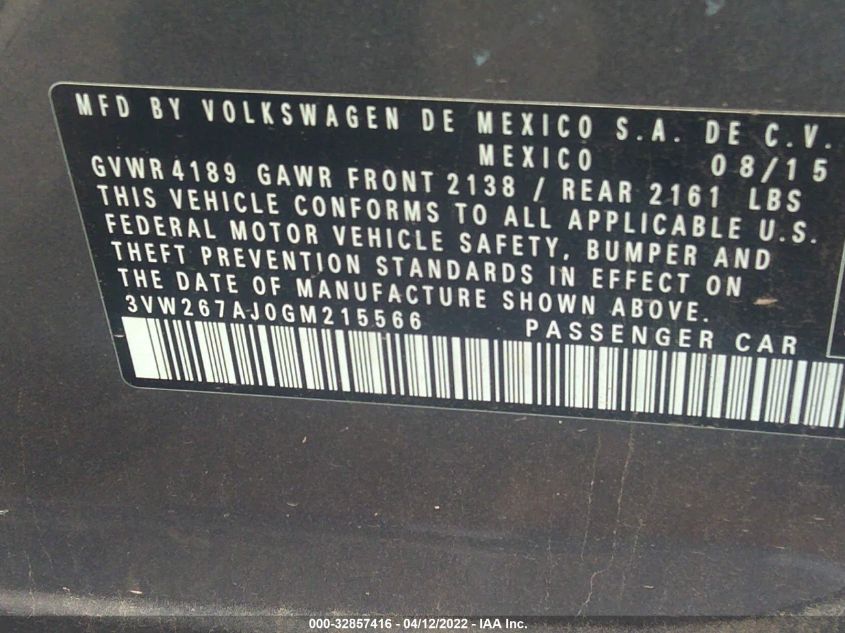 MFD BY VOLKSWAGEN DE MEXICO S.A. DE C.V.
MEXICO 08/15
GVWR 4189 GAWR FRONT 2138 / REAR 2161 LBS
THIS VEHICLE CONFORMS TO ALL APPLICABLE U.S.
FEDERAL MOTOR VEHICLE SAFETY, BUMPER AND
THEFT PREVENTION STANDARDS IN EFFECT ON
THE DATE OF MANUFACTURE SHOWN ABOVE.
3VW267AJ0GM215566 PASSENGER CAR
000-32857416 - 04/12/2022 - IAA Inc.